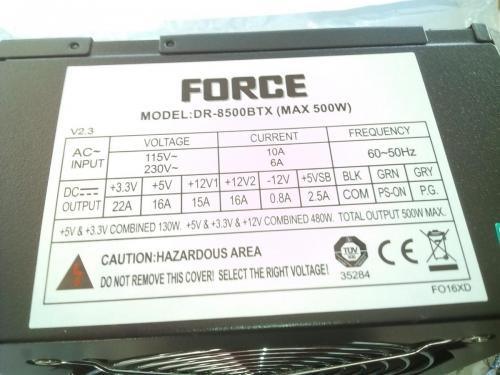 FORCE
MODEL:DR-8500BTX (MAX 500W)
V2.3
VOLTAGE CURRENT FREQUENCY
AC~ INPUT 115V~ 10A 60~50Hz
230V~ 6A
DC OUTPUT +3.3V +5V +12V1 +12V2 -12V +5VSB BLK GRN GRY
22A 16A 15A 16A 0.8A 2.5A COM PS-ON P.G.
+5V & +3.3V COMBINED 130W. +5V & +3.3V & +12V COMBINED 480W. TOTAL OUTPUT 500W MAX.
CAUTION:HAZARDOUS AREA
DO NOT REMOVE THIS COVER! SELECT THE RIGHT VOLTAGE!
TUV
35284
CE
FO16XD